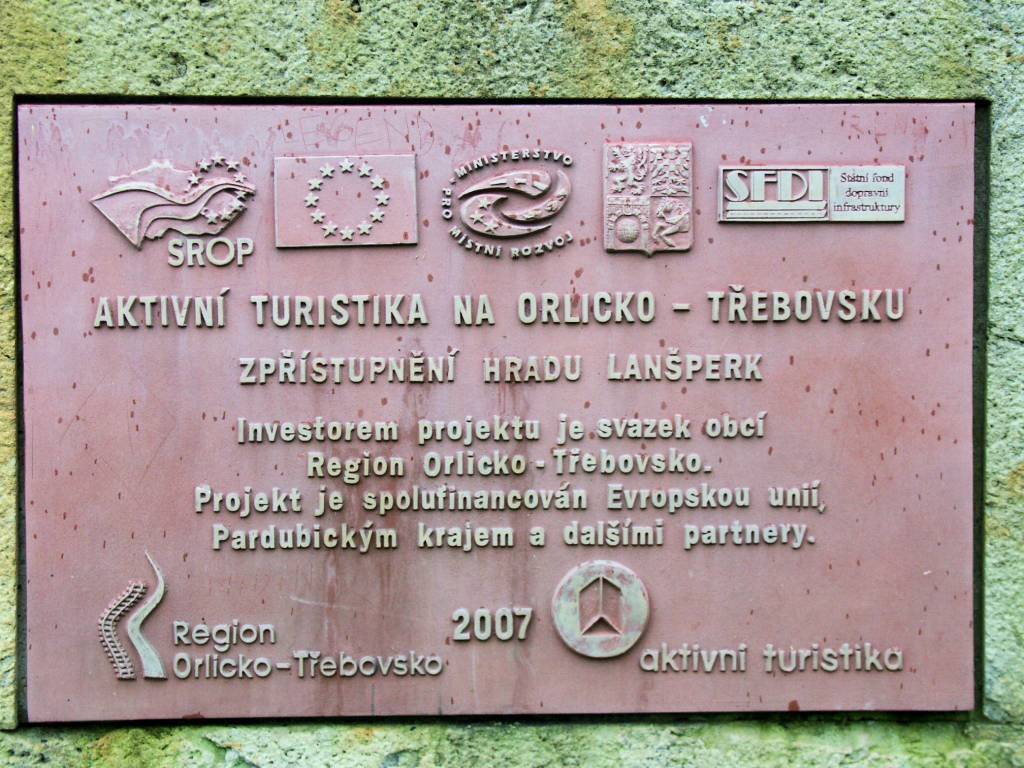 SROP
MINISTERSTVO
PRO
MÍSTNÍ ROZVOJ
SFDI
Státní fond
dopravní
infrastruktury
AKTIVNÍ TURISTIKA NA ORLICKO - TŘEBOVSKU
ZPŘÍSTUPNĚNÍ HRADU LANŠPERK
Investorem projektu je svazek obcí
Region Orlicko-Třebovsko.
Projekt je spolufinancován Evropskou unií,
Pardubickým krajem a dalšími partnery.
Region
Orlicko-Třebovsko
2007
aktivní turistika